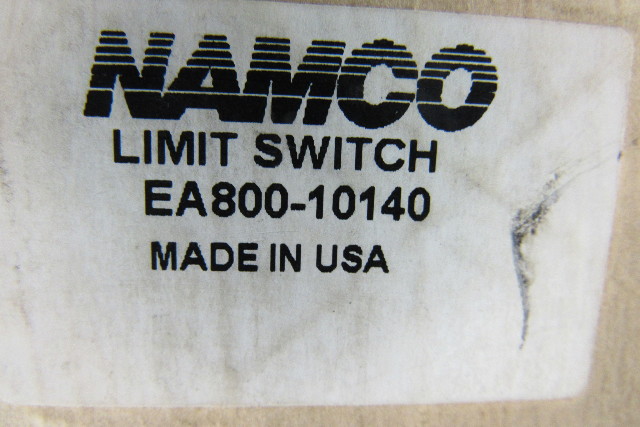 NAMCO
LIMIT SWITCH
EA800-10140
MADE IN USA